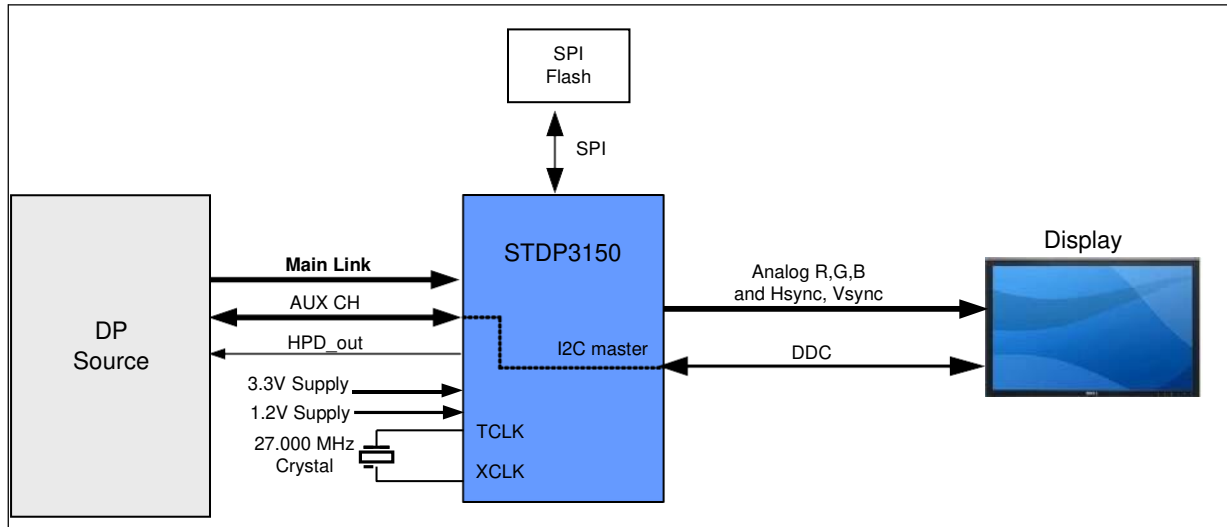 SPI
Flash
SPI
DP
Source
Main Link
AUX CH
HPD_out
3.3V Supply
1.2V Supply
27.000 MHz
Crystal
STDP3150
I2C master
TCLK
XCLK
Analog R,G,B
and Hsync, Vsync
DDC
Display